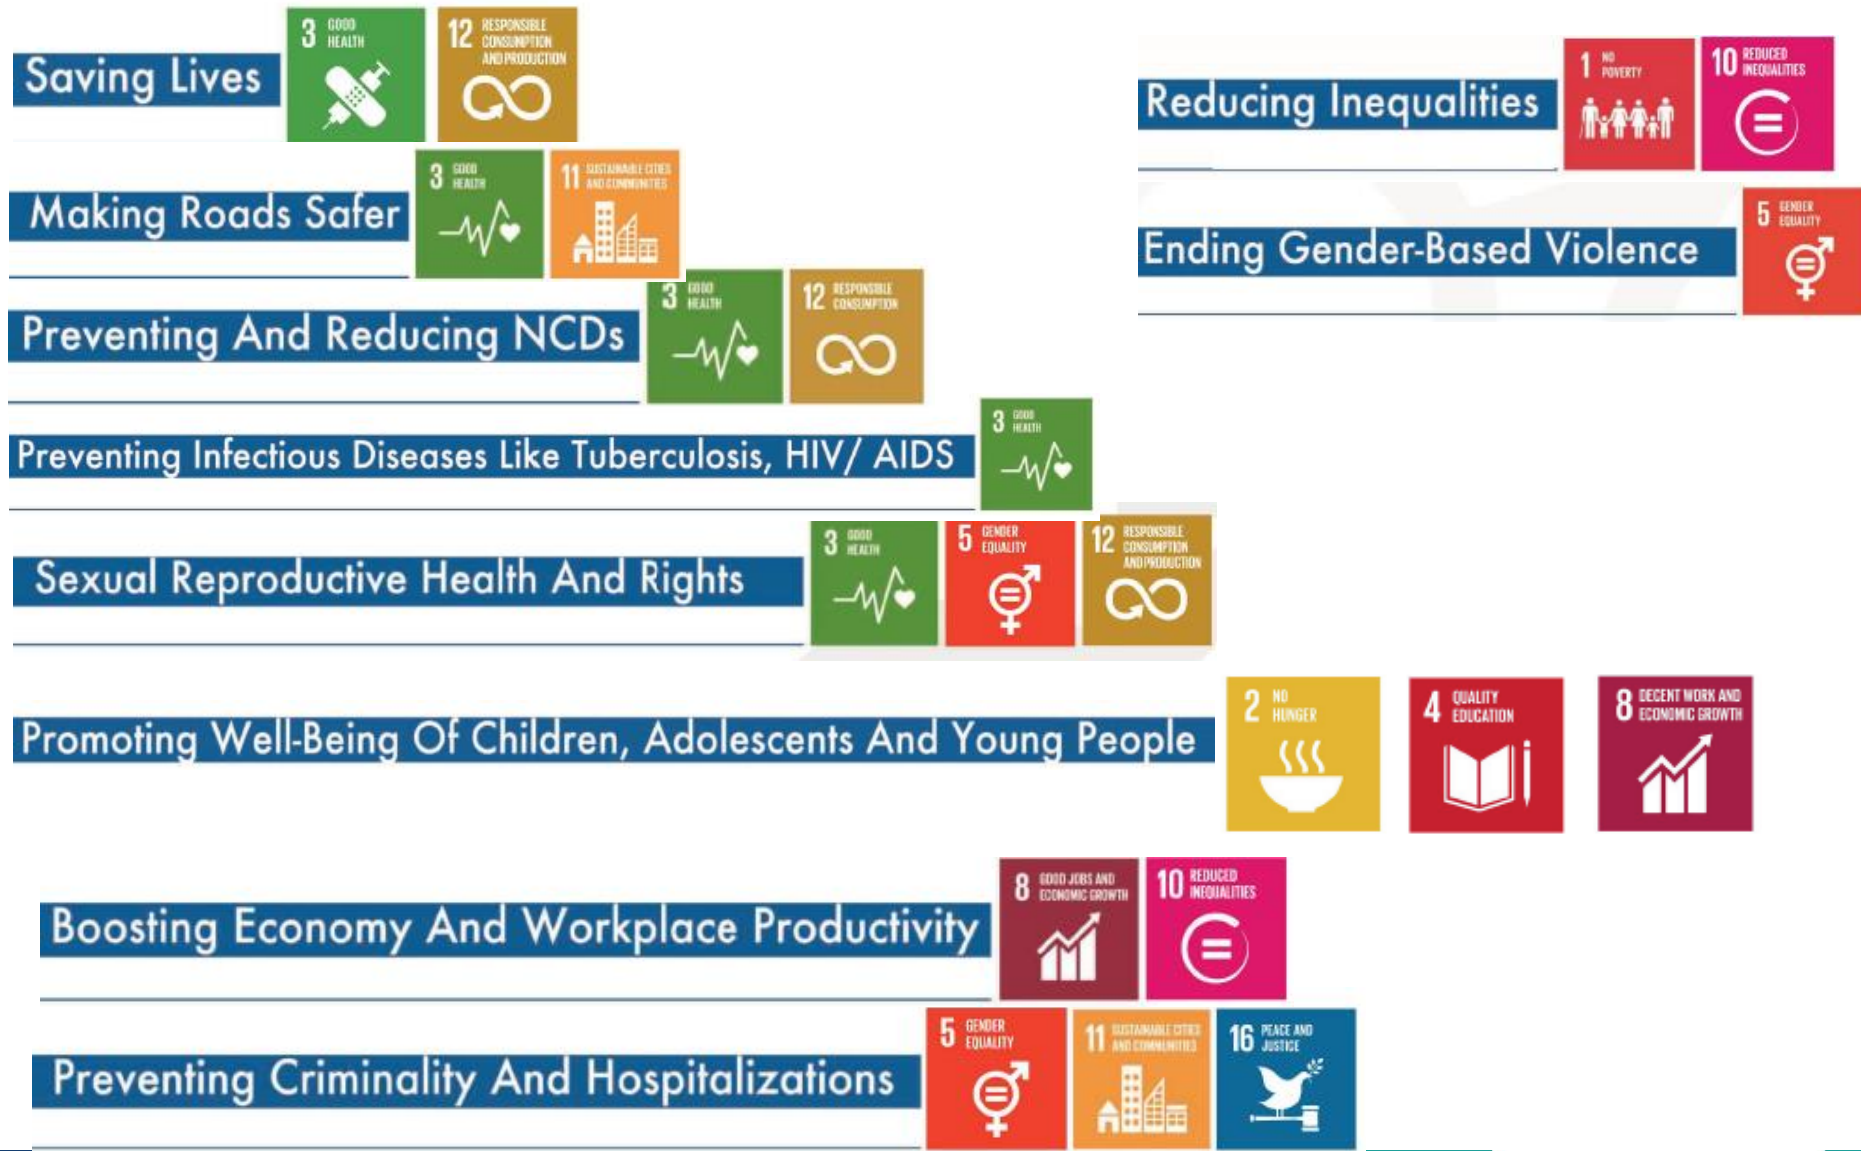 Saving Lives
3 GOOD
HEALTH
12 RESPONSIBLE
CONSUMPTION
AND PRODUCTION
Making Roads Safer
3 GOOD
HEALTH
11 SUSTAINABLE CITIES
AND COMMUNITIES
Preventing And Reducing NCDs
3 GOOD
HEALTH
12 RESPONSIBLE
CONSUMPTION
Preventing Infectious Diseases Like Tuberculosis, HIV/ AIDS
3 GOOD
HEALTH
Sexual Reproductive Health And Rights
3 GOOD
HEALTH
5 GENDER
EQUALITY
12 RESPONSIBLE
CONSUMPTION
AND PRODUCTION
Promoting Well-Being Of Children, Adolescents And Young People
2 NO
HUNGER
4 QUALITY
EDUCATION
8 DECENT WORK AND
ECONOMIC GROWTH
Boosting Economy And Workplace Productivity
8 GOOD JOBS AND
ECONOMIC GROWTH
10 REDUCED
INEQUALITIES
Preventing Criminality And Hospitalizations
5 GENDER
EQUALITY
11 SUSTAINABLE CITIES
AND COMMUNITIES
16 PEACE AND
JUSTICE
Reducing Inequalities
1 NO
POVERTY
10 REDUCED
INEQUALITIES
Ending Gender-Based Violence
5 GENDER
EQUALITY